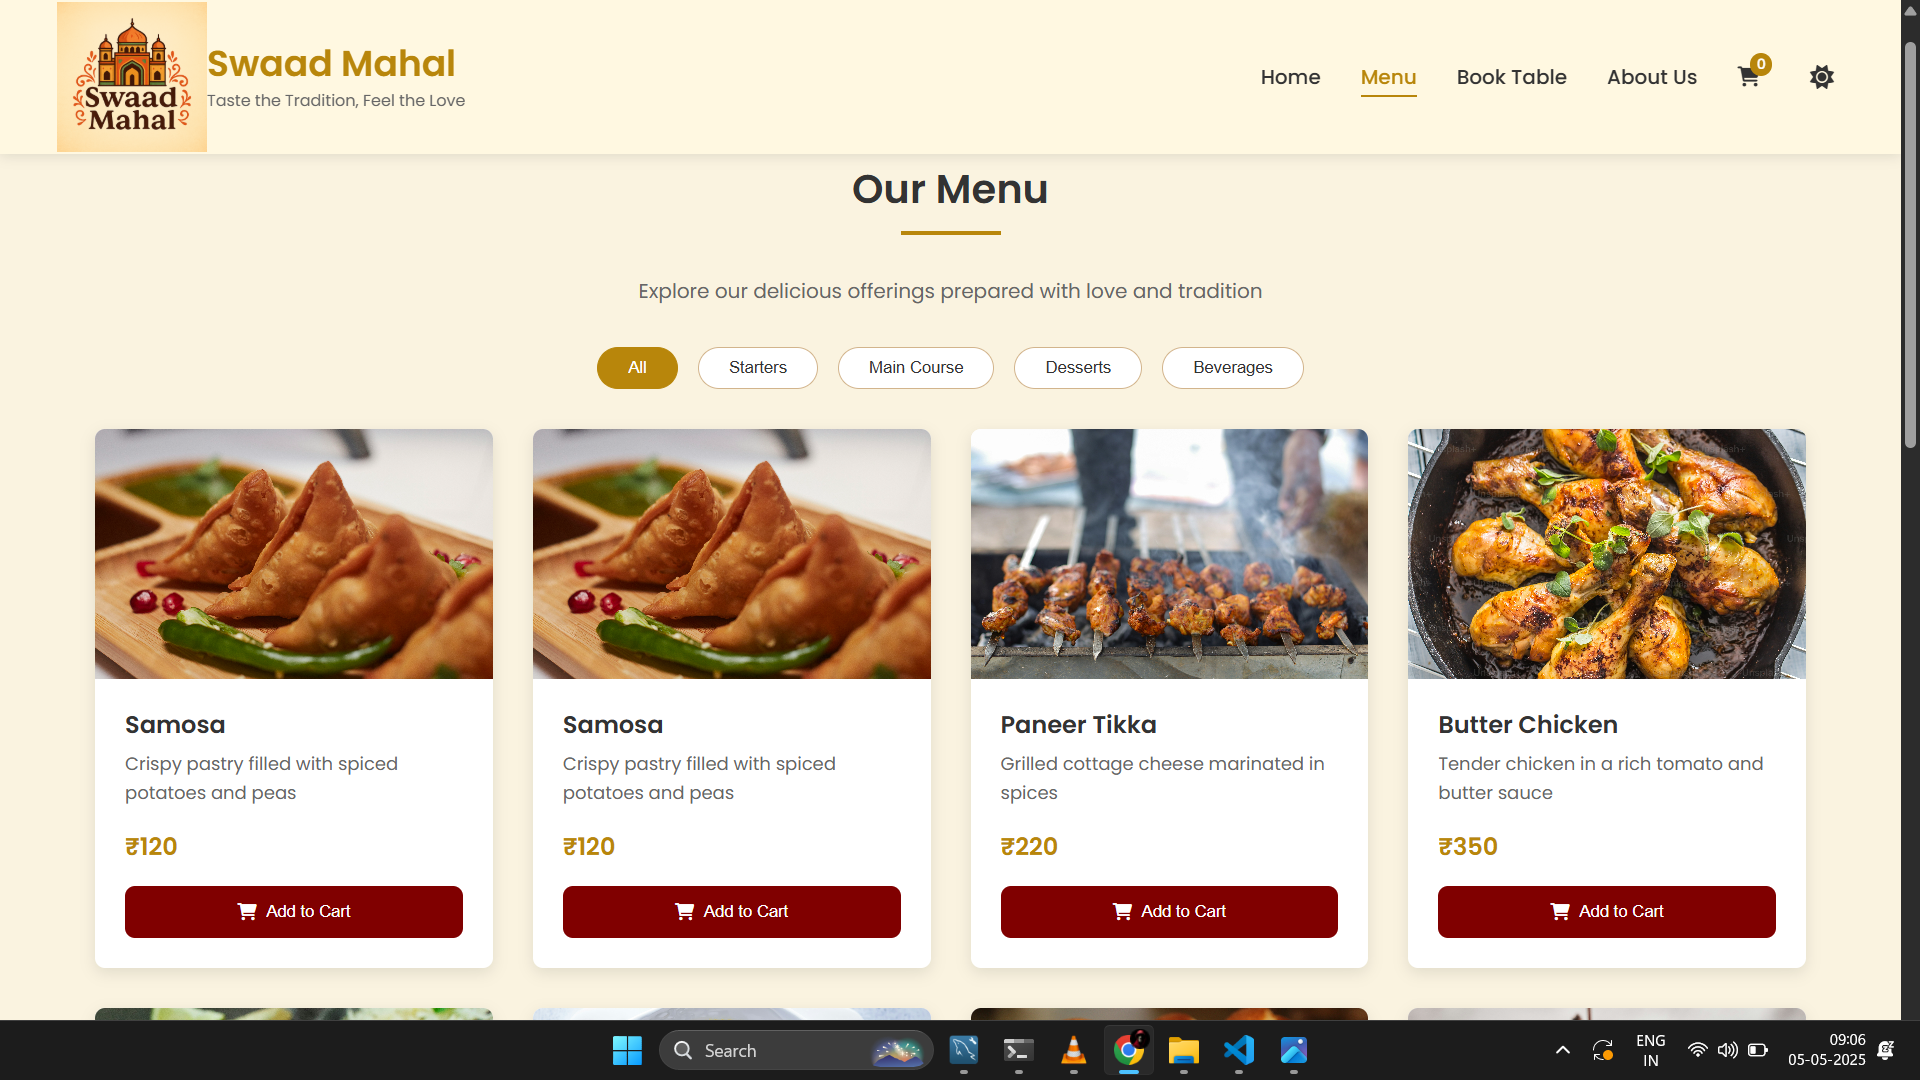 Swaad
Mahal
Swaad Mahal
Taste the Tradition, Feel the Love
Home
Menu
Book Table
About Us
0
Our Menu
Explore our delicious offerings prepared with love and tradition
All
Starters
Main Course
Desserts
Beverages
Samosa
Crispy pastry filled with spiced
potatoes and peas
₹120
Add to Cart
Samosa
Crispy pastry filled with spiced
potatoes and peas
₹120
Add to Cart
Paneer Tikka
Grilled cottage cheese marinated in
spices
₹220
Add to Cart
Butter Chicken
Tender chicken in a rich tomato and
butter sauce
₹350
Add to Cart
Search
ENG
IN
09:06
05-05-2025